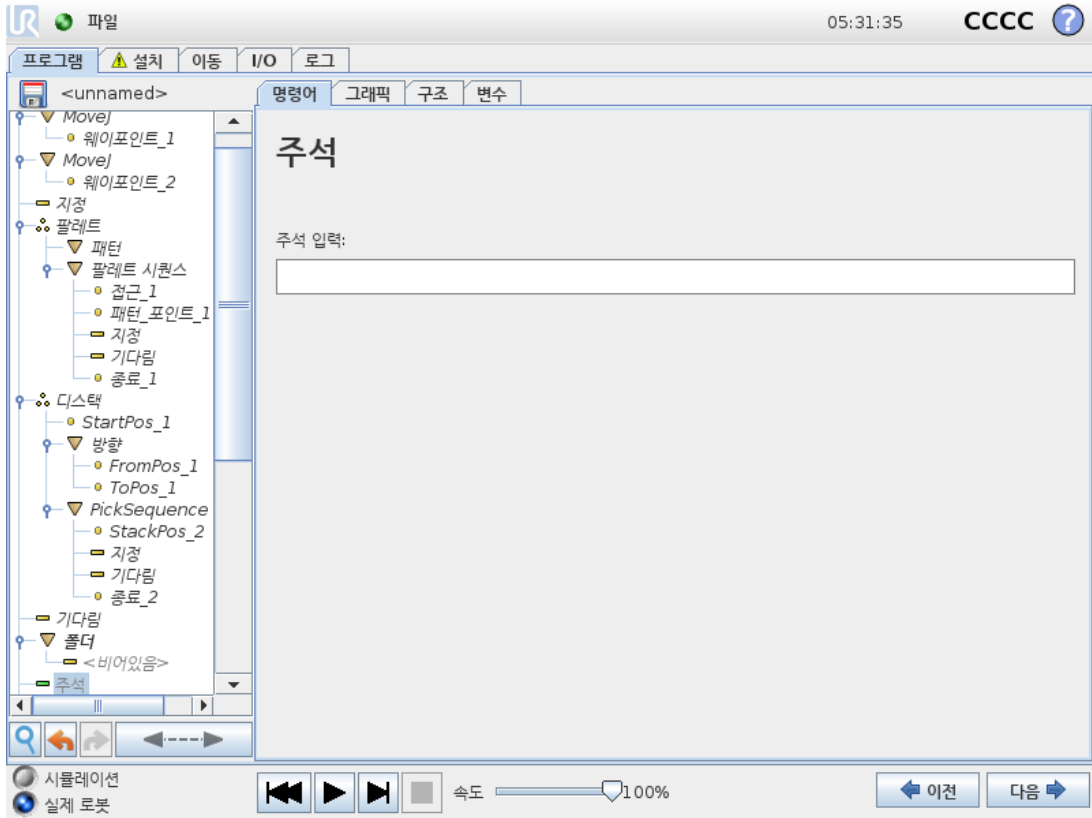 UR 파일 05:31:35 CCCC ?
프로그램 설치 이동 I/O 로그
<unnamed>
명령어 그래픽 구조 변수
MoveJ
웨이포인트_1
MoveJ
웨이포인트_2
지정
팔레트
패턴
팔레트 시퀀스
접근_1
패턴_포인트_1
지정
기다림
종료_1
디스택
StartPos_1
방향
FromPos_1
ToPos_1
PickSequence
StackPos_2
지정
기다림
종료_2
기다림
폴더
<비어있음>
주석
주석
주석 입력:
시뮬레이션
실제 로봇
속도 100%
이전 다음